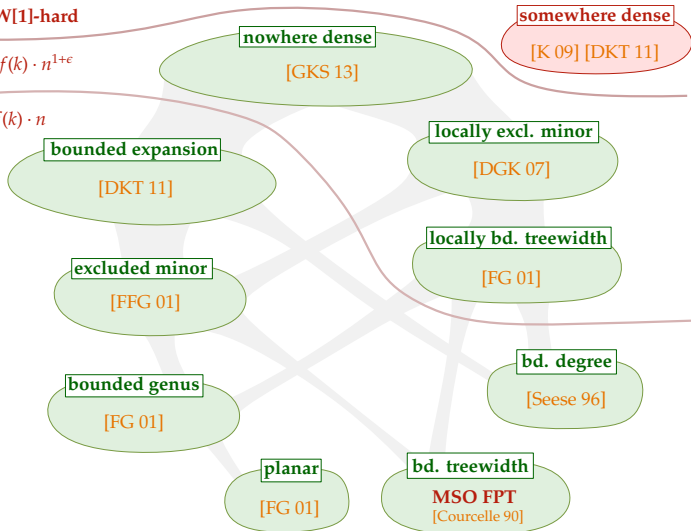 W[1]-hard
somewhere dense
[K 09] [DKT 11]
nowhere dense
[GKS 13]
f(k) · n^{1+ϵ}
f(k) · n
bounded expansion
[DKT 11]
locally excl. minor
[DGK 07]
locally bd. treewidth
[FG 01]
excluded minor
[FFG 01]
bd. degree
[Seese 96]
bounded genus
[FG 01]
planar
[FG 01]
bd. treewidth
MSO FPT
[Courcelle 90]